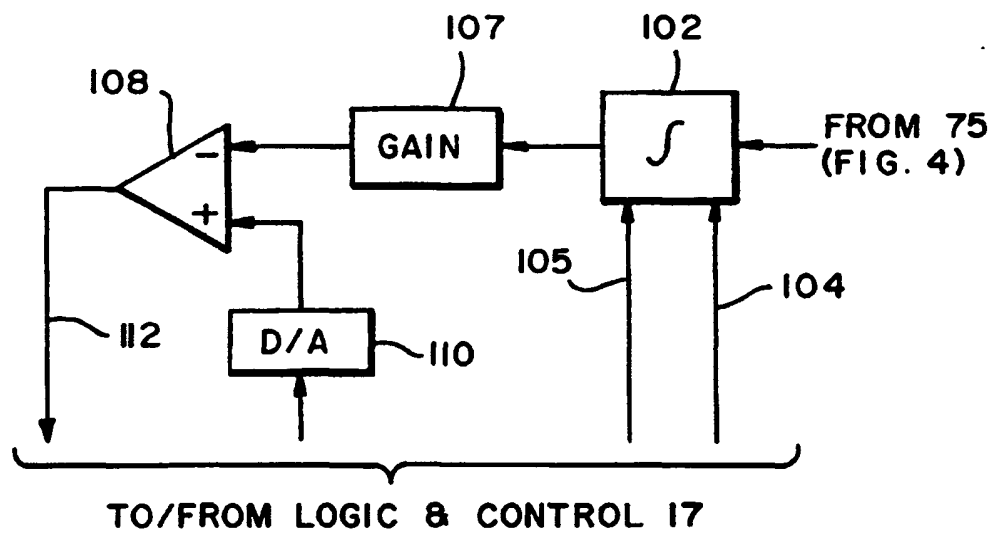 107
102
108
GAIN
∫
FROM 75
(FIG. 4)
−
+
105
104
112
D/A
110
TO/FROM LOGIC & CONTROL 17